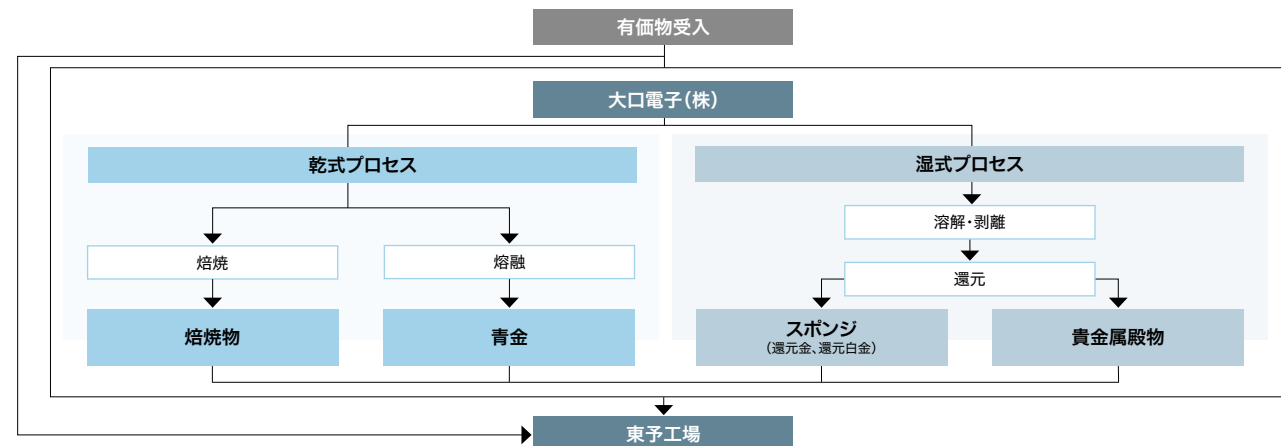 有価物受入
大口電子(株)
乾式プロセス
湿式プロセス
溶解・剥離
焙焼
熔融
還元
焙焼物
青金
スポンジ
(還元金、還元白金)
貴金属殿物
東予工場